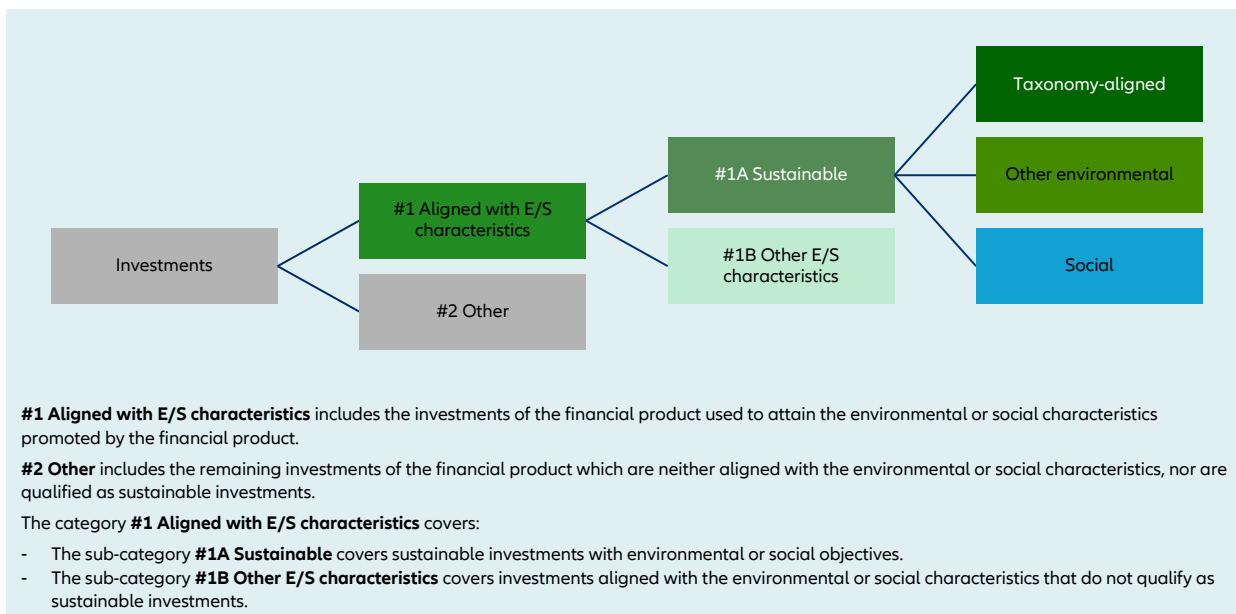 Taxonomy-aligned
#1A Sustainable
Other environmental
#1 Aligned with E/S
characteristics
Investments
#1B Other E/S
characteristics
Social
#2 Other
#1 Aligned with E/S characteristics includes the investments of the financial product used to attain the environmental or social characteristics
promoted by the financial product.
#2 Other includes the remaining investments of the financial product which are neither aligned with the environmental or social characteristics, nor are
qualified as sustainable investments.
The category #1 Aligned with E/S characteristics covers:
- The sub-category #1A Sustainable covers sustainable investments with environmental or social objectives.
- The sub-category #1B Other E/S characteristics covers investments aligned with the environmental or social characteristics that do not qualify as
sustainable investments.